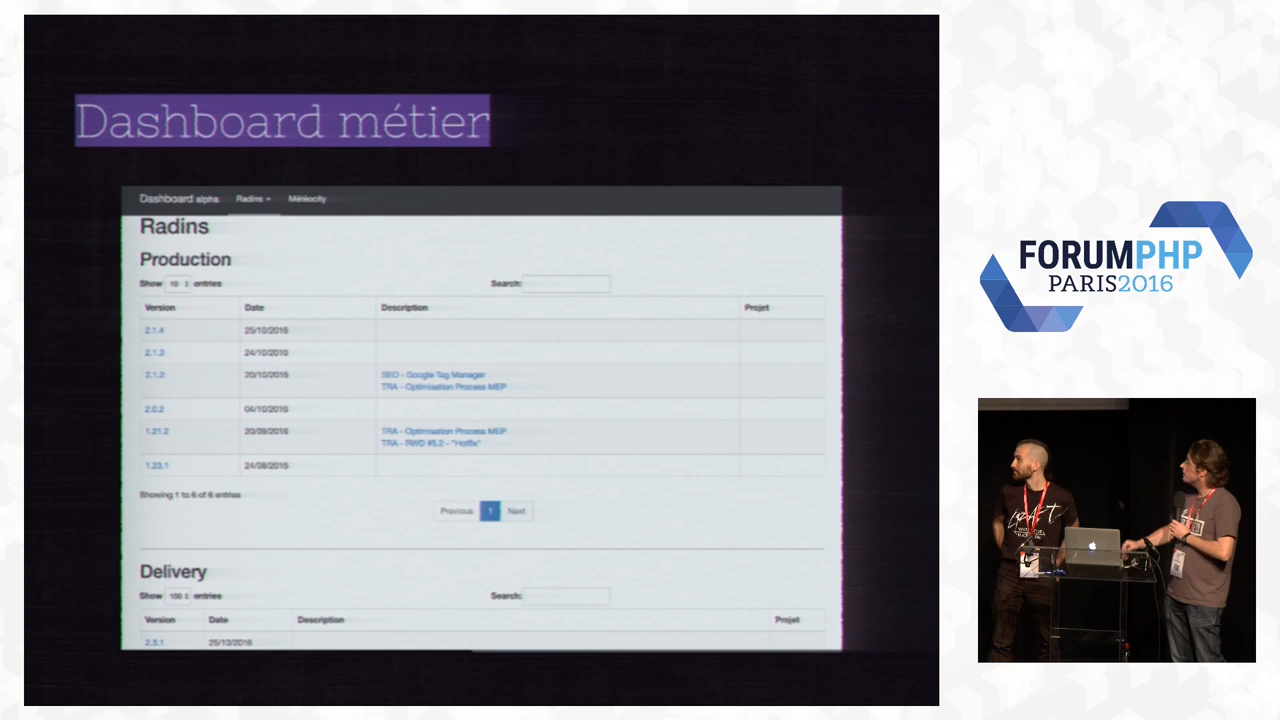 Dashboard métier
Dashboard alpha Radins Météocity
Radins
Production
Show 10 entries Search:
Version Date Description Projet
2.1.4 25/10/2016
2.1.3 24/10/2016
2.1.2 20/10/2016 SEO - Google Tag Manager
TRA - Optimisation Process MEP
2.0.2 04/10/2016
1.21.2 20/09/2016 TRA - Optimisation Process MEP
TRA - RWD #5.2 - "Hotfix"
1.23.1 24/08/2016
Showing 1 to 6 of 6 entries
Previous 1 Next
Delivery
Show 100 entries Search:
Version Date Description Projet
2.3.1 25/10/2016
FORUMPHP
PARIS2016